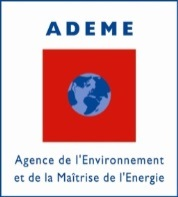 ADEME
Agence de l'Environnement
et de la Maîtrise de l'Energie